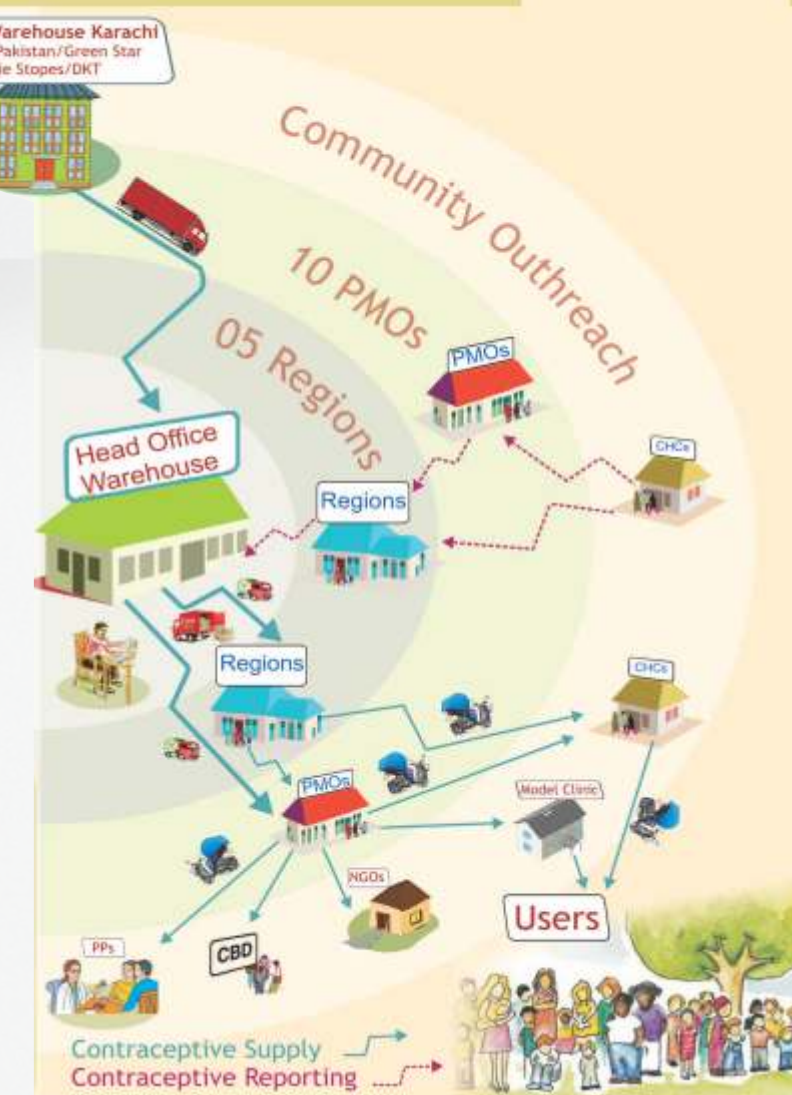 Warehouse Karachi
Pakistan/Green Star
ie Stopes/DKT
Community Outhreach
10 PMOs
05 Regions
PMOs
CHCs
Head Office
Warehouse
Regions
Regions
CHCs
PMOs
Model Clinic
NGOs
Users
PPs
CBD
Contraceptive Supply
Contraceptive Reporting